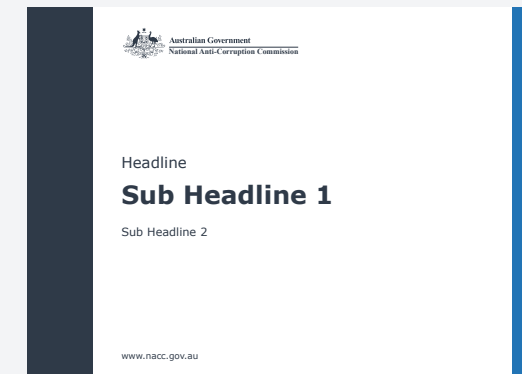 Australian Government
National Anti-Corruption Commission
Headline
Sub Headline 1
Sub Headline 2
www.nacc.gov.au